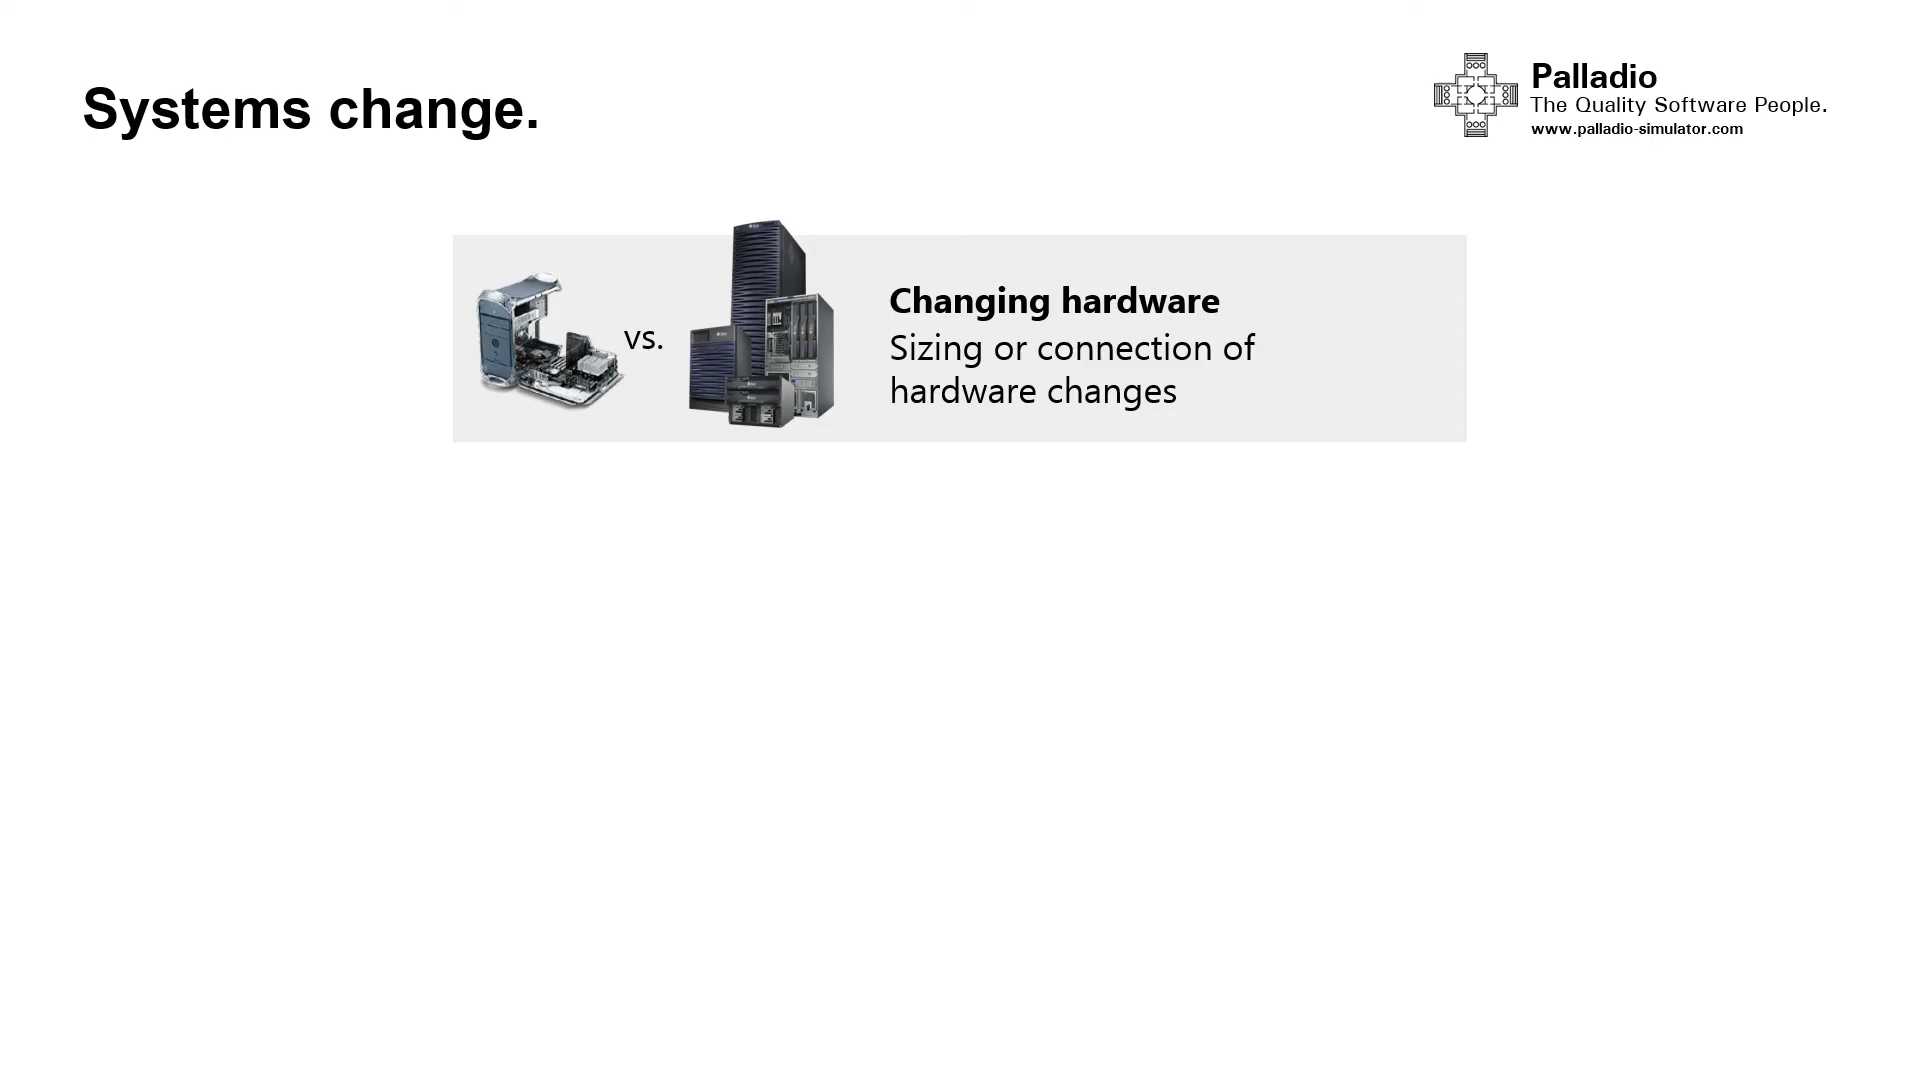 Systems change.
Palladio
The Quality Software People.
www.palladio-simulator.com
vs.
Changing hardware
Sizing or connection of
hardware changes